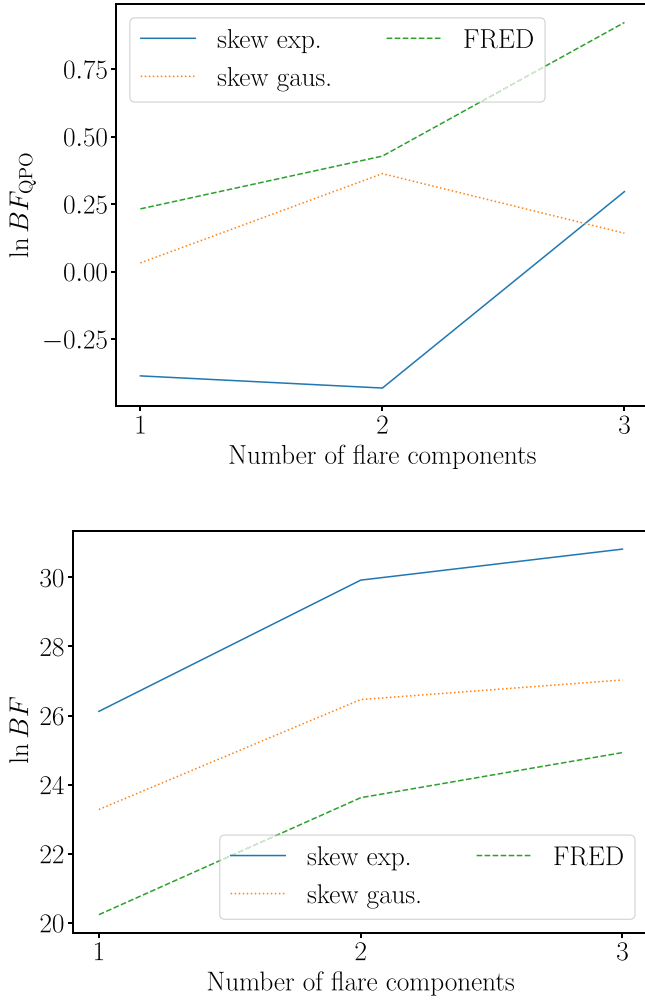 skew exp.
FRED
skew gaus.
0.75
0.50
0.25
0.00
−0.25
ln BF_QPO
1 2 3
Number of flare components
30
28
26
24
22
20
ln BF
skew exp.
FRED
skew gaus.
1 2 3
Number of flare components